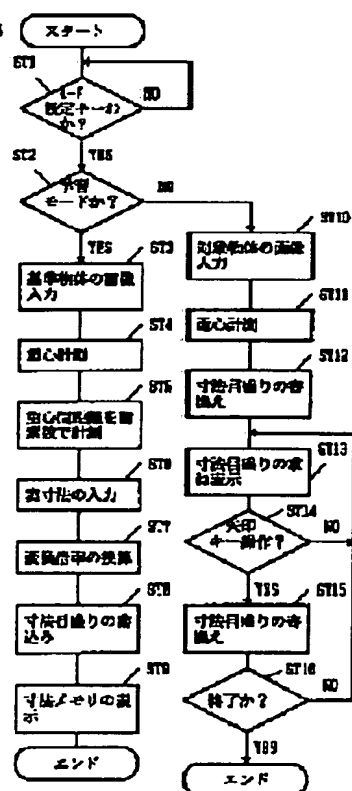 スタート
ST1
モード
設定キーON
か?
NO
YES
ST2
学習
モードか?
NO
YES
ST3
基準物体の画像
入力
ST4
重心計測
ST5
重心間距離を画
素数で計測
ST6
実寸法の入力
ST7
変換倍率の換算
ST8
寸法目盛りの書
込み
ST9
寸法メモリの表
示
エンド
ST10
対象物体の画像
入力
ST11
重心計測
ST12
寸法目盛りの書
換え
ST13
寸法目盛りの重
ね表示
ST14
矢印
キー操作?
NO
YES
ST15
寸法目盛りの書
換え
ST16
終了か?
NO
YES
エンド